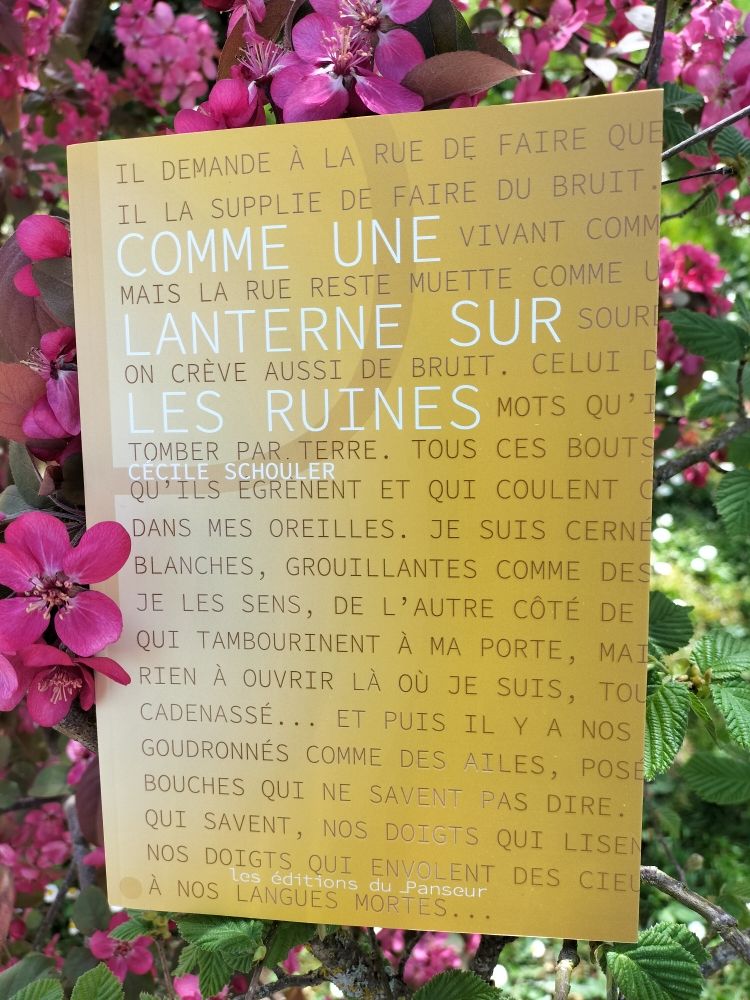 IL DEMANDE À LA RUE DE FAIRE QUE
IL LA SUPPLIE DE FAIRE DU BRUIT.
COMME UNE VIVANT COMM
MAIS LA RUE RESTE MUETTE COMME U
LANTERNE SUR SOURD
ON CRÈVE AUSSI DE BRUIT. CELUI D
LES RUINES MOTS QU'I
TOMBER PAR TERRE. TOUS CES BOUTS
CÉCILE SCHOULER
QU'ILS ÉGRÈNENT ET QUI COULENT C
DANS MES OREILLES. JE SUIS CERNÉ
BLANCHES, GROUILLANTES COMME DES
JE LES SENS, DE L'AUTRE CÔTÉ DE
QUI TAMBOURINENT À MA PORTE, MAI
RIEN À OUVRIR LÀ OÙ JE SUIS, TOU
CADENASSÉ... ET PUIS IL Y A NOS
GOUDRONNÉS COMME DES AILES, POSÉ
BOUCHES QUI NE SAVENT PAS DIRE.
QUI SAVENT, NOS DOIGTS QUI LISEN
NOS DOIGTS QUI ENVOLENT DES CIEU
les éditions du Panseur
À NOS LANGUES MORTES...